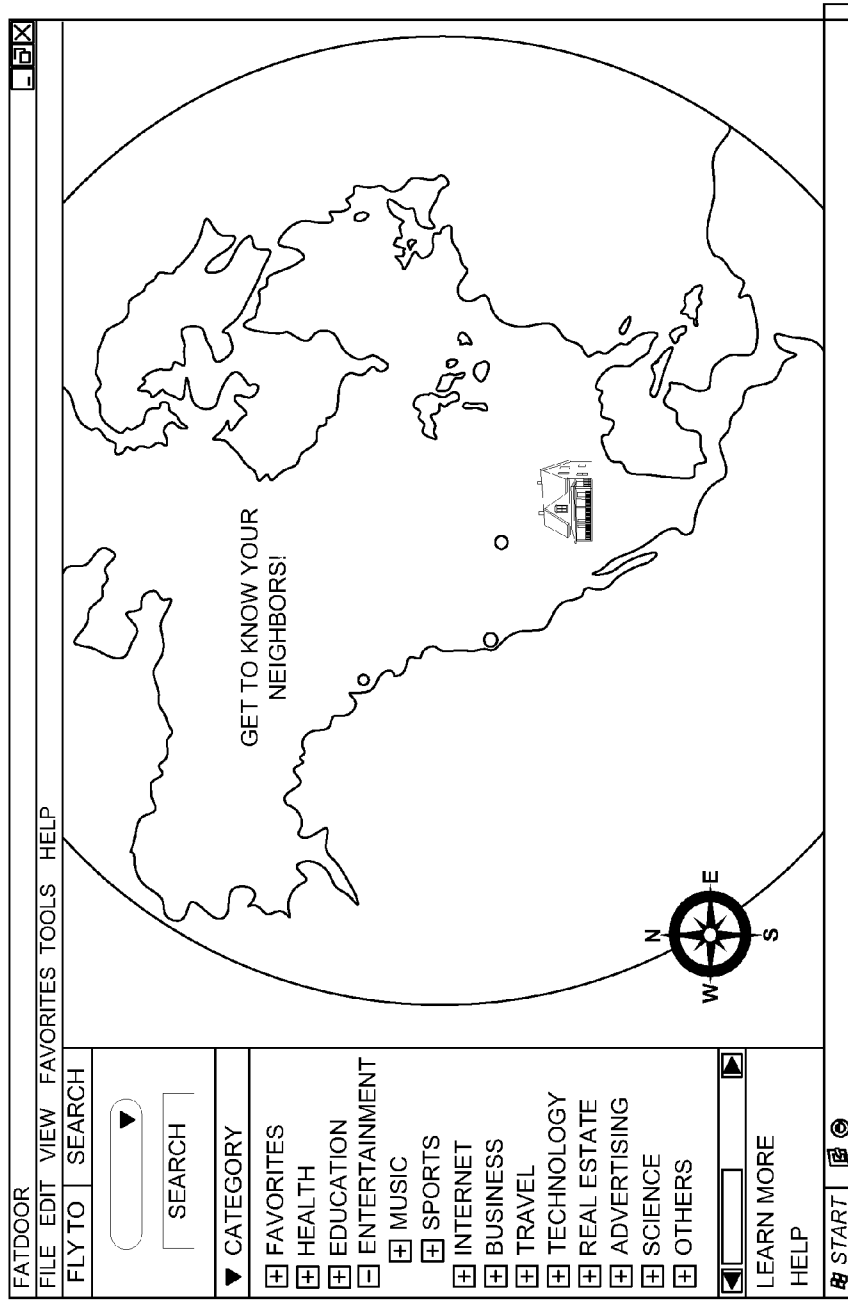 FATDOOR
FILE EDIT VIEW FAVORITES TOOLS HELP
FLY TO SEARCH
SEARCH
CATEGORY
FAVORITES
HEALTH
EDUCATION
ENTERTAINMENT
MUSIC
SPORTS
INTERNET
BUSINESS
TRAVEL
TECHNOLOGY
REAL ESTATE
ADVERTISING
SCIENCE
OTHERS
LEARN MORE
HELP
START
GET TO KNOW YOUR
NEIGHBORS!
N
W E
S